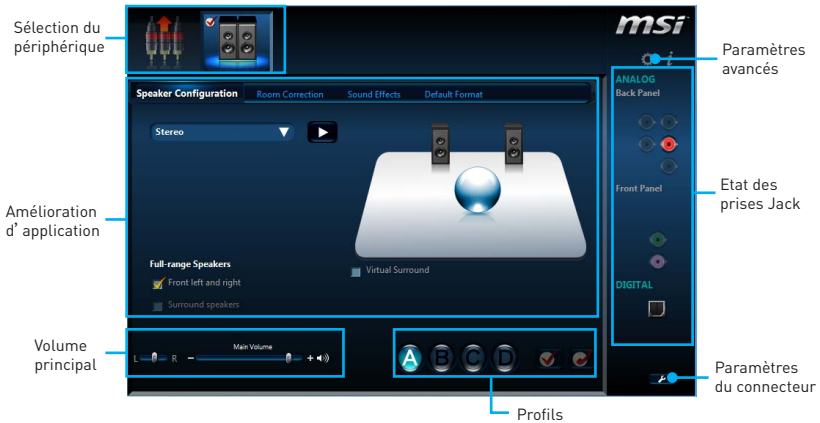 Sélection du
périphérique
msi
Paramètres
avancés
i
ANALOG
Back Panel
Speaker Configuration Room Correction Sound Effects Default Format
Stereo
Front Panel
Etat des
prises Jack
Amélioration
d’application
Full-range Speakers
Front left and right
Virtual Surround
Surround speakers
DIGITAL
Volume
principal
Main Volume
L R - +
A B C D
Paramètres
du connecteur
Profils